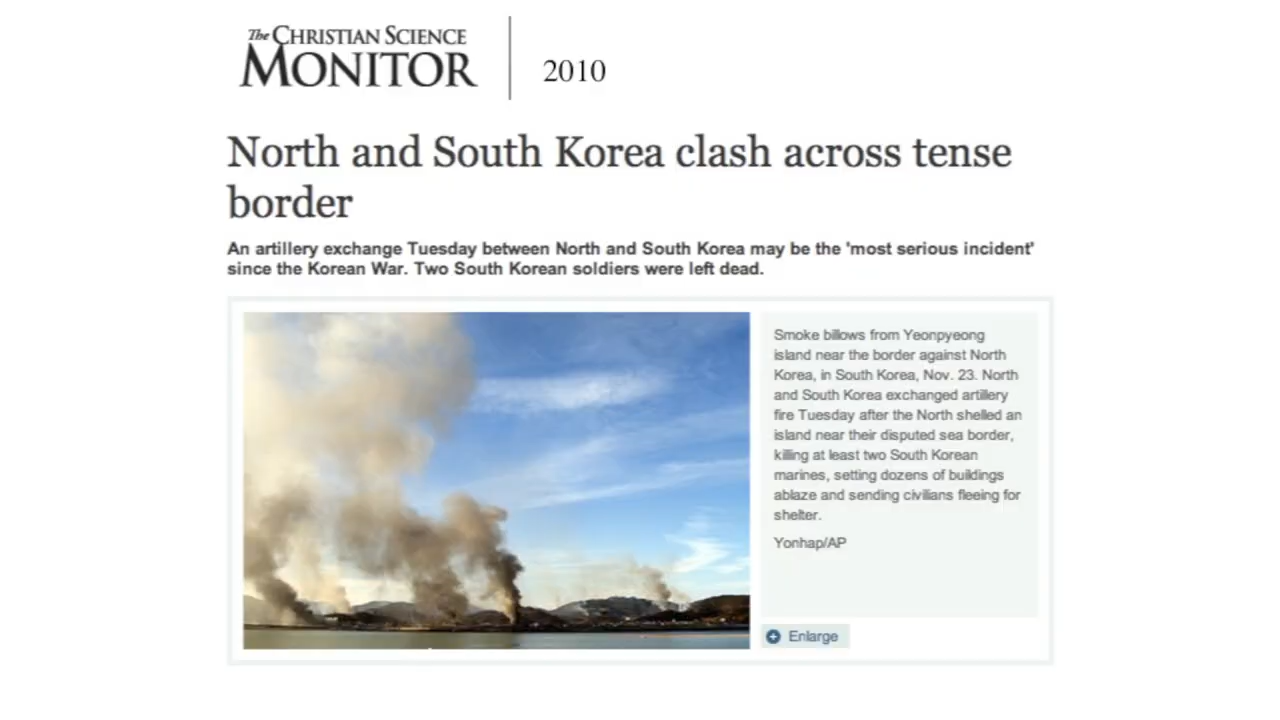 The CHRISTIAN SCIENCE
MONITOR
2010
North and South Korea clash across tense
border
An artillery exchange Tuesday between North and South Korea may be the 'most serious incident'
since the Korean War. Two South Korean soldiers were left dead.
Smoke billows from Yeonpyeong
island near the border against North
Korea, in South Korea, Nov. 23. North
and South Korea exchanged artillery
fire Tuesday after the North shelled an
island near their disputed sea border,
killing at least two South Korean
marines, setting dozens of buildings
ablaze and sending civilians fleeing for
shelter.
Yonhap/AP
Enlarge